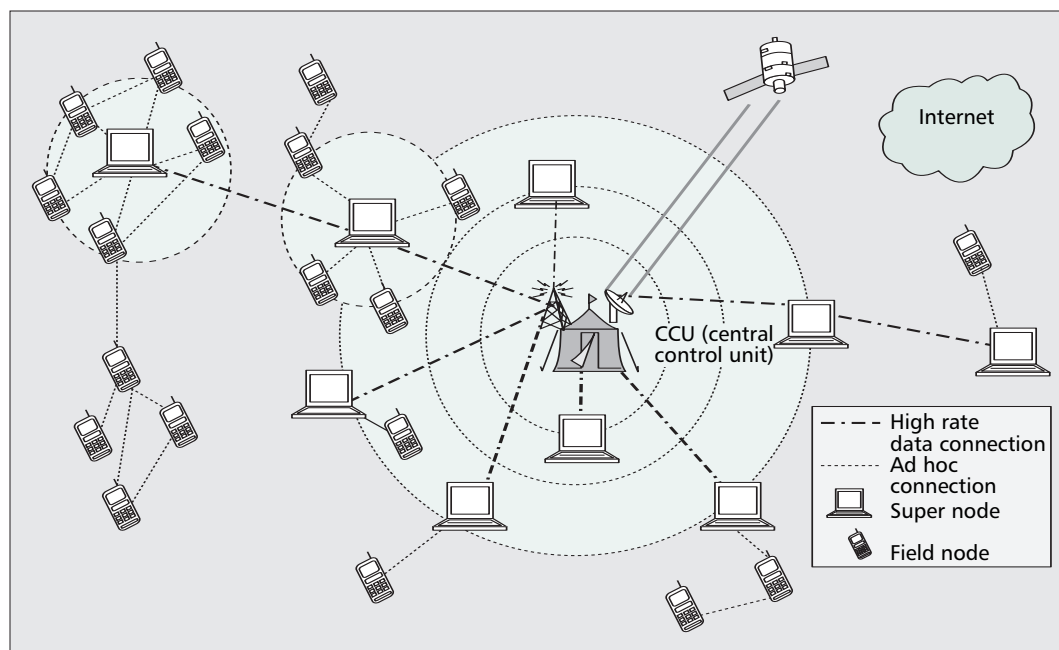 Internet
CCU (central
control unit)
High rate
data connection
Ad hoc
connection
Super node
Field node